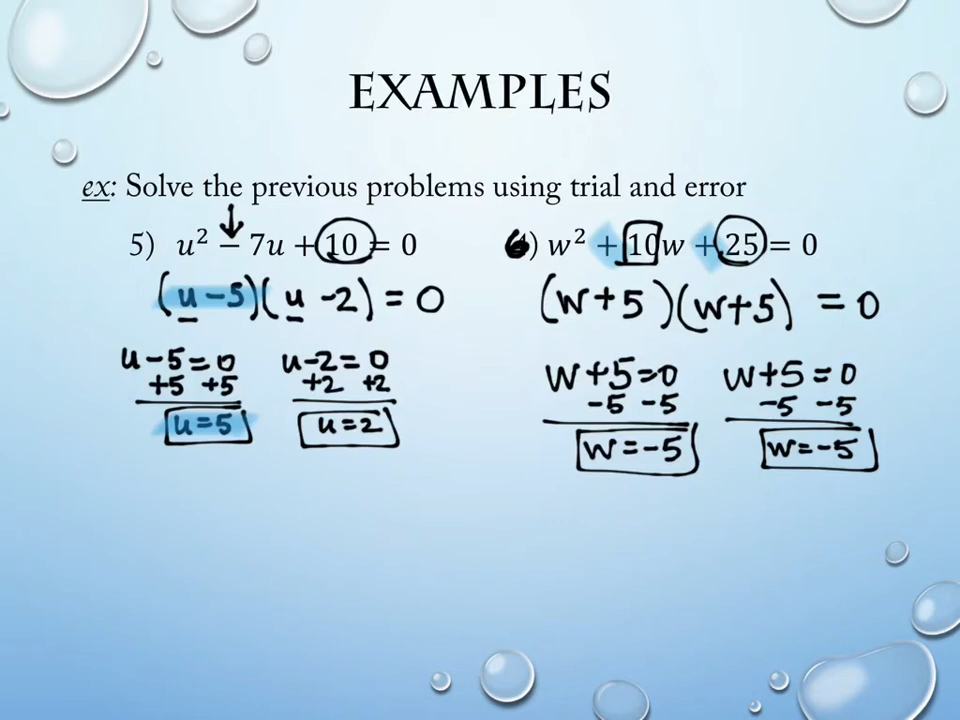 EXAMPLES
ex: Solve the previous problems using trial and error
5) u² − 7u + 10 = 0
(u−5)(u−2)=0
u−5=0 u−2=0
+5 +5 +2 +2
u=5 u=2
6) w² + 10w + 25 = 0
(w+5)(w+5) =0
w+5=0 w+5=0
−5 −5 −5 −5
w=−5 w=−5